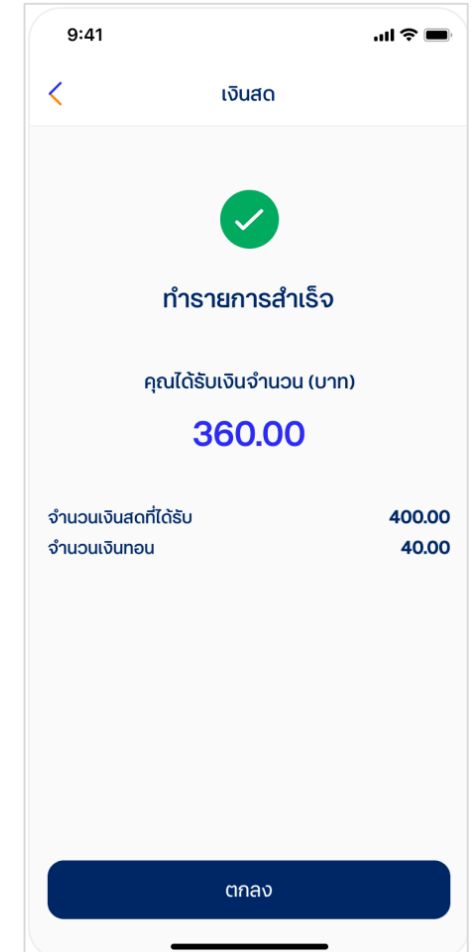 9:41
เงินสด
ทำรายการสำเร็จ
คุณได้รับเงินจำนวน (บาท)
360.00
จำนวนเงินสดที่ได้รับ 400.00
จำนวนเงินทอน 40.00
ตกลง